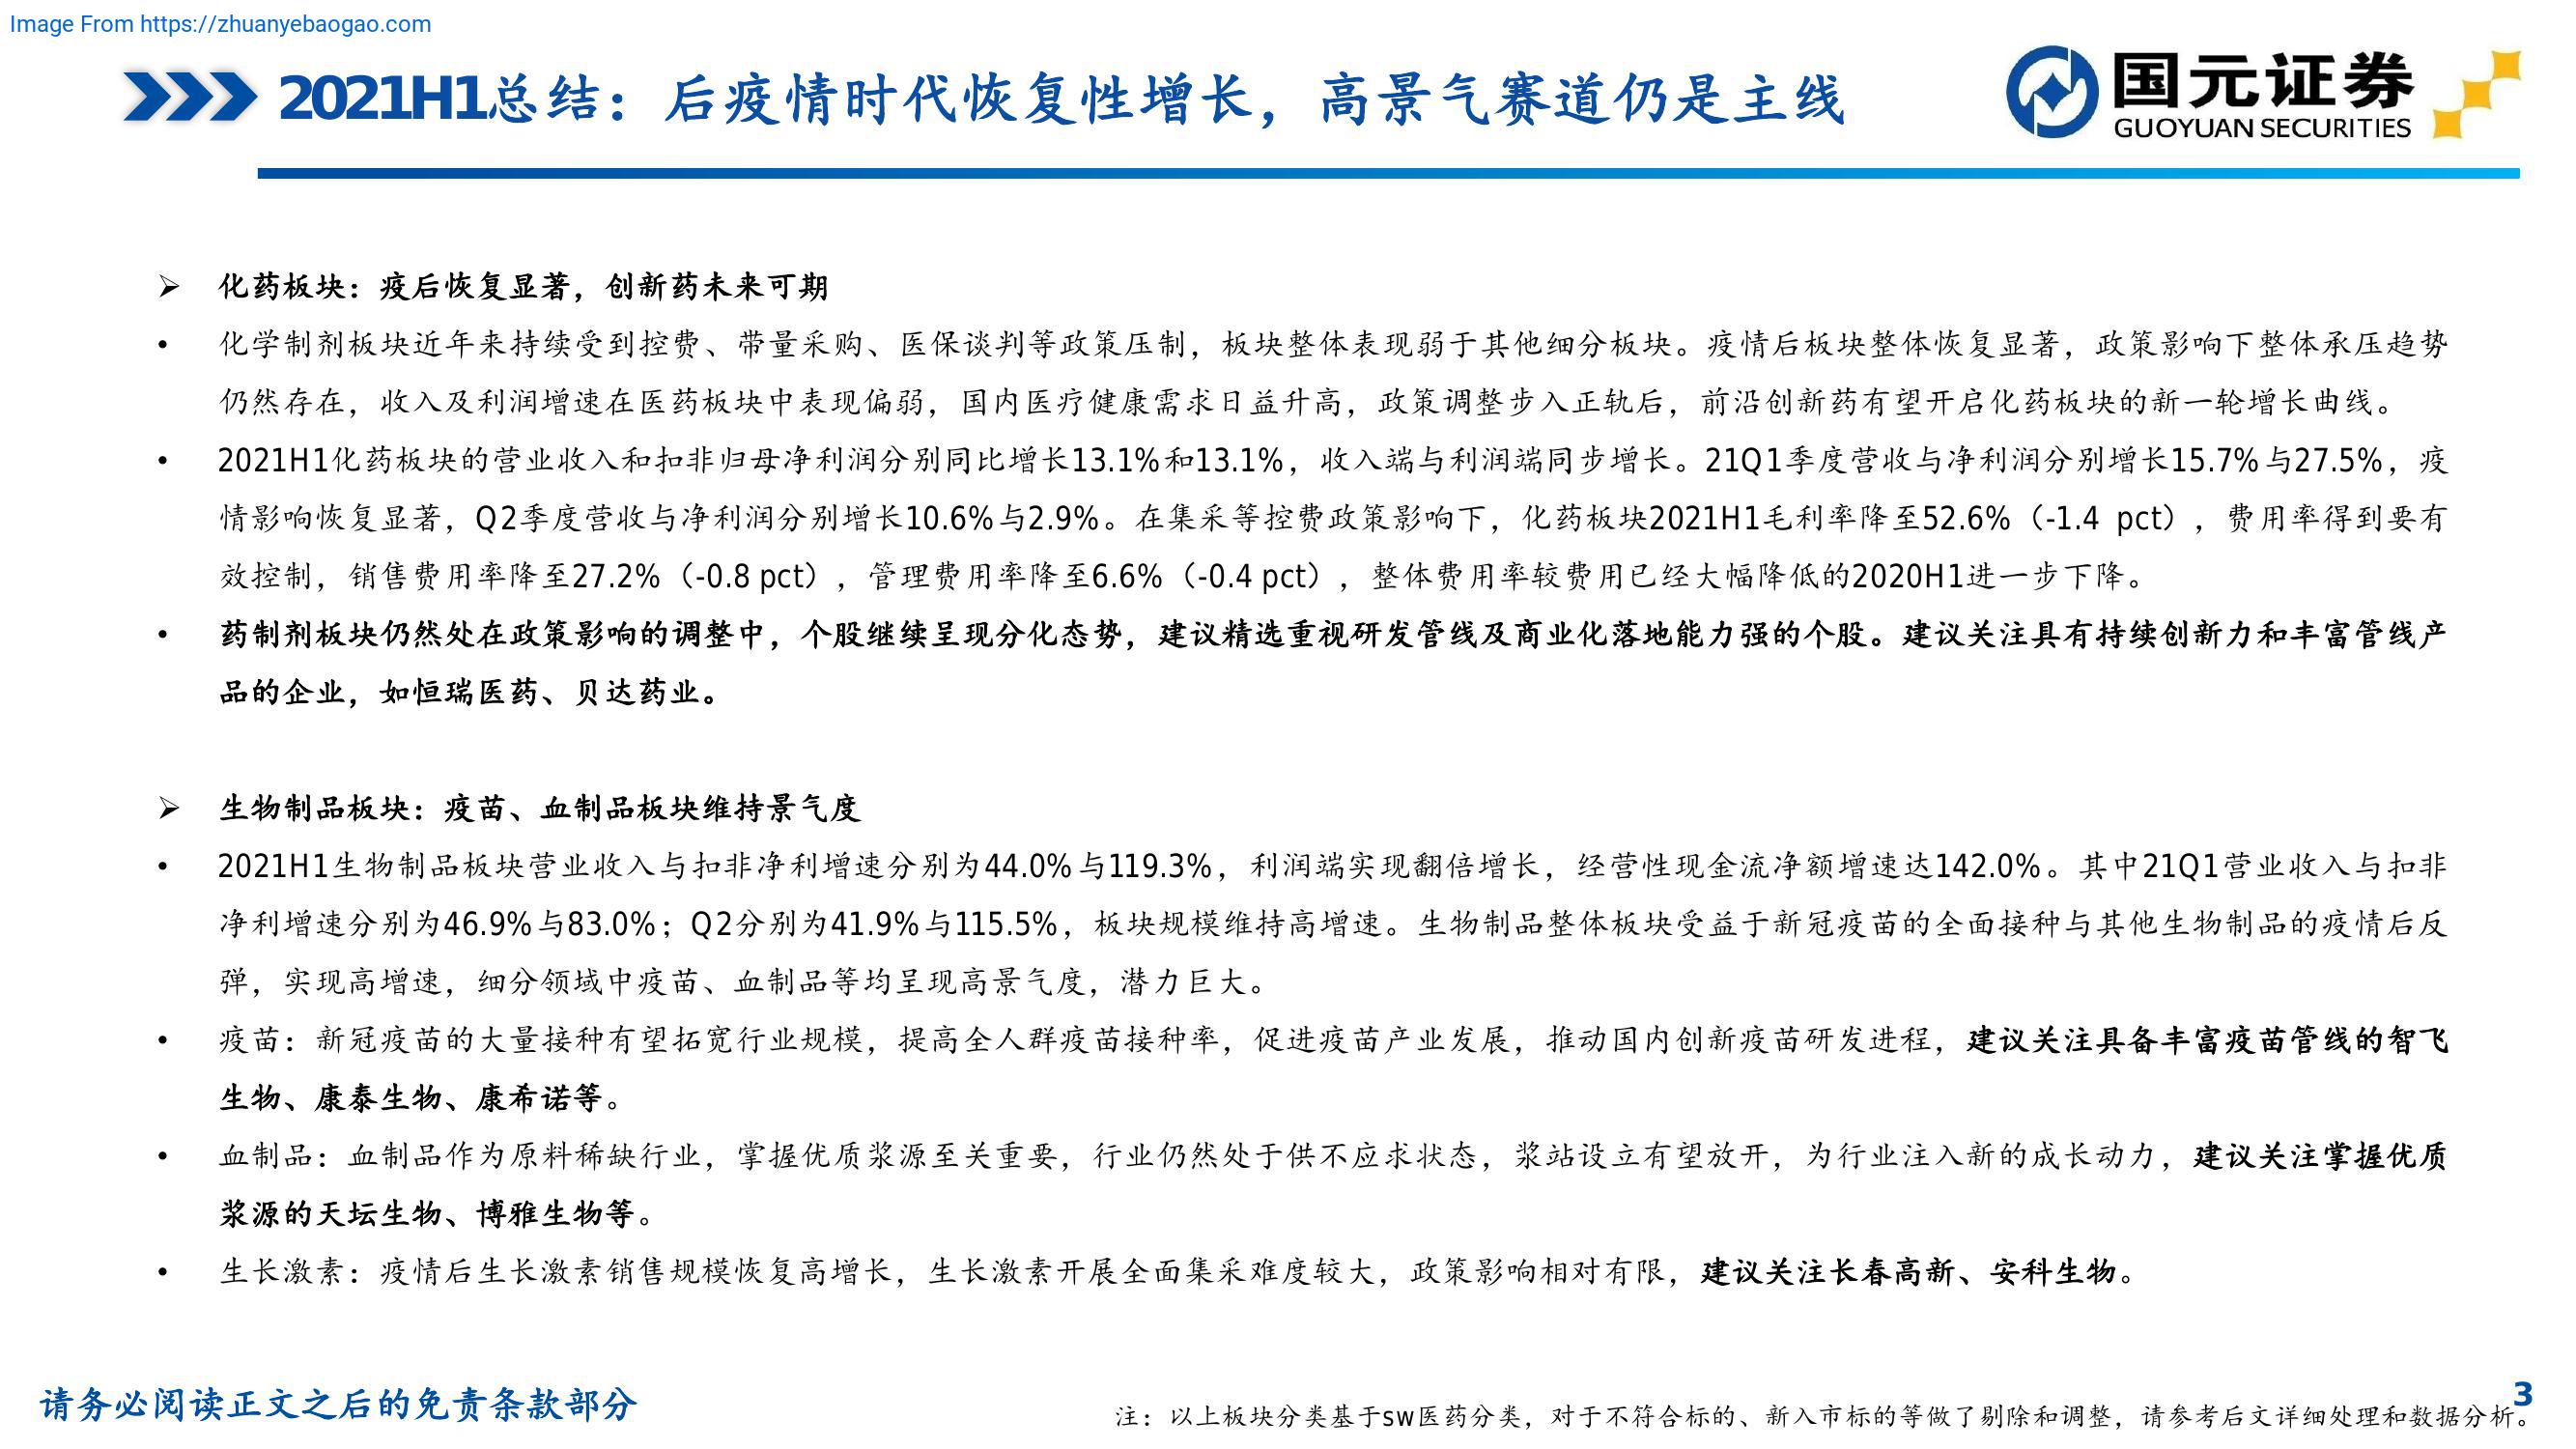 Image From https://zhuanyebaogao.com
2021H1总结：后疫情时代恢复性增长，高景气赛道仍是主线
国元证券
GUOYUAN SECURITIES
➢ 化药板块：疫后恢复显著，创新药未来可期
• 化学制剂板块近年来持续受到控费、带量采购、医保谈判等政策压制，板块整体表现弱于其他细分板块。疫情后板块整体恢复显著，政策影响下整体承压趋势
仍然存在，收入及利润增速在医药板块中表现偏弱，国内医疗健康需求日益升高，政策调整步入正轨后，前沿创新药有望开启化药板块的新一轮增长曲线。
• 2021H1化药板块的营业收入和扣非归母净利润分别同比增长13.1%和13.1%，收入端与利润端同步增长。21Q1季度营收与净利润分别增长15.7%与27.5%，疫
情影响恢复显著，Q2季度营收与净利润分别增长10.6%与2.9%。在集采等控费政策影响下，化药板块2021H1毛利率降至52.6%（-1.4 pct），费用率得到要有
效控制，销售费用率降至27.2%（-0.8 pct），管理费用率降至6.6%（-0.4 pct），整体费用率较费用已经大幅降低的2020H1进一步下降。
• 药制剂板块仍然处在政策影响的调整中，个股继续呈现分化态势，建议精选重视研发管线及商业化落地能力强的个股。建议关注具有持续创新力和丰富管线产
品的企业，如恒瑞医药、贝达药业。
➢ 生物制品板块：疫苗、血制品板块维持景气度
• 2021H1生物制品板块营业收入与扣非净利增速分别为44.0%与119.3%，利润端实现翻倍增长，经营性现金流净额增速达142.0%。其中21Q1营业收入与扣非
净利增速分别为46.9%与83.0%；Q2分别为41.9%与115.5%，板块规模维持高增速。生物制品整体板块受益于新冠疫苗的全面接种与其他生物制品的疫情后反
弹，实现高增速，细分领域中疫苗、血制品等均呈现高景气度，潜力巨大。
• 疫苗：新冠疫苗的大量接种有望拓宽行业规模，提高全人群疫苗接种率，促进疫苗产业发展，推动国内创新疫苗研发进程，建议关注具备丰富疫苗管线的智飞
生物、康泰生物、康希诺等。
• 血制品：血制品作为原料稀缺行业，掌握优质浆源至关重要，行业仍然处于供不应求状态，浆站设立有望放开，为行业注入新的成长动力，建议关注掌握优质
浆源的天坛生物、博雅生物等。
• 生长激素：疫情后生长激素销售规模恢复高增长，生长激素开展全面集采难度较大，政策影响相对有限，建议关注长春高新、安科生物。
请务必阅读正文之后的免责条款部分
3
注：以上板块分类基于sw医药分类，对于不符合标的、新入市标的等做了剔除和调整，请参考后文详细处理和数据分析。